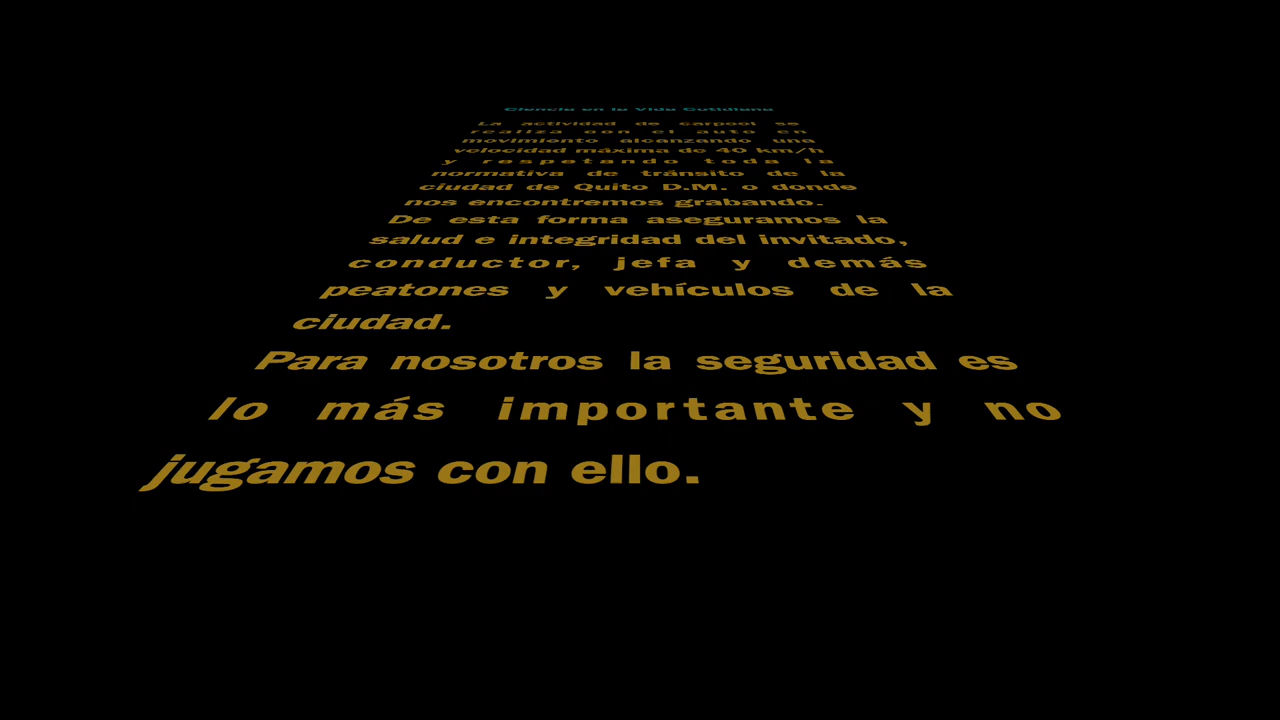 Ciencia en la Vida Cotidiana
La actividad de carpool se
realiza con el auto en
movimiento alcanzando una
velocidad máxima de 40 km/h
y respetando toda la
normativa de tránsito de la
ciudad de Quito D.M. o donde
nos encontremos grabando.
De esta forma aseguramos la
salud e integridad del invitado,
conductor, jefa y demás
peatones y vehículos de la
ciudad.
Para nosotros la seguridad es
lo más importante y no
jugamos con ello.